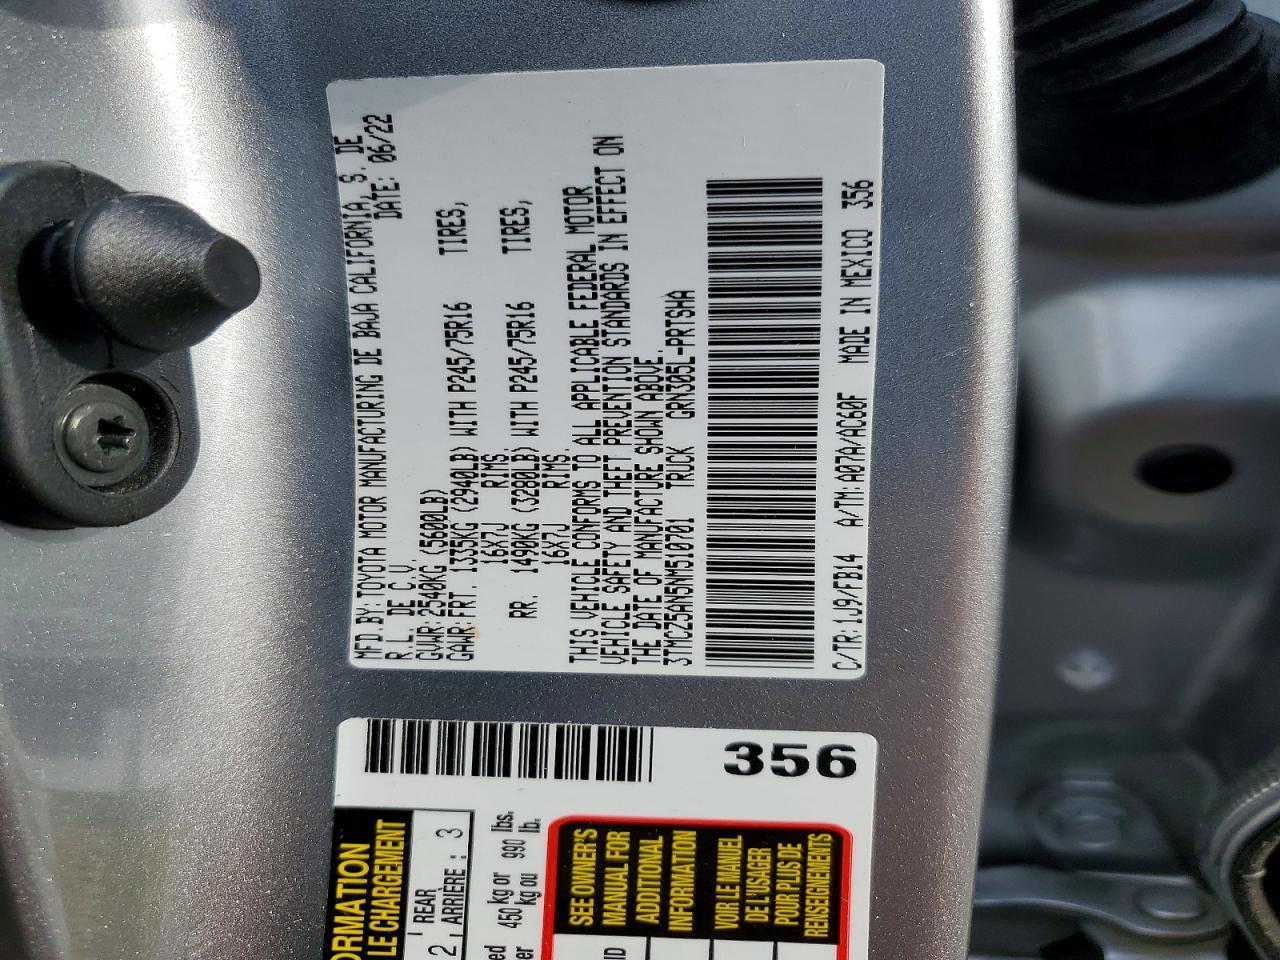 MFD BY: TOYOTA MOTOR MANUFACTURING DE BAJA CALIFORNIA, S. DE
R.L. DE C.V. DATE: 06/22
GVWR: 2540KG (5600LB)
GAWR: FRT. 1335KG (2940LB) WITH P245/75R16 TIRES,
16X7J RIMS.
RR. 1490KG (3280LB) WITH P245/75R16 TIRES,
16X7J RIMS.
THIS VEHICLE CONFORMS TO ALL APPLICABLE FEDERAL MOTOR
VEHICLE SAFETY AND THEFT PREVENTION STANDARDS IN EFFECT ON
THE DATE OF MANUFACTURE SHOWN ABOVE.
3TMCZ5AN5NM510701 TRUCK GRN305L-PRTSHA
C/TR: 1J9/FB14 A/TM: A07A/AC60F MADE IN MEXICO 356
356
ORMATION
LE CHARGEMENT
2 REAR
ARRIÈRE : 3
450 kg or 990 lbs.
kg ou lb.
SEE OWNER'S
MANUAL FOR
ADDITIONAL
INFORMATION
VOIR LE MANUEL
DE L'USAGER
POUR PLUS DE
RENSEIGNEMENTS